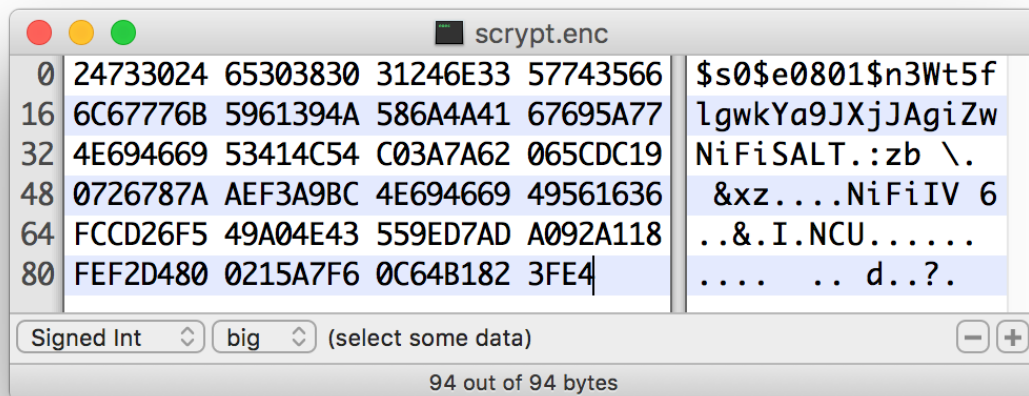 scrypt.enc
0 24733024 65303830 31246E33 57743566 $s0$e0801$n3Wt5f
16 6C67776B 5961394A 586A4A41 67695A77 lgwkYa9JXjJAgiZw
32 4E694669 53414C54 C03A7A62 065CDC19 NiFiSALT.:zb \.
48 0726787A AEF3A9BC 4E694669 49561636 &xz....NiFiIV 6
64 FCCD26F5 49A04E43 559ED7AD A092A118 ..&.I.NCU......
80 FEF2D480 0215A7F6 0C64B182 3FE4 .... .. d..?.
Signed Int big (select some data)
94 out of 94 bytes